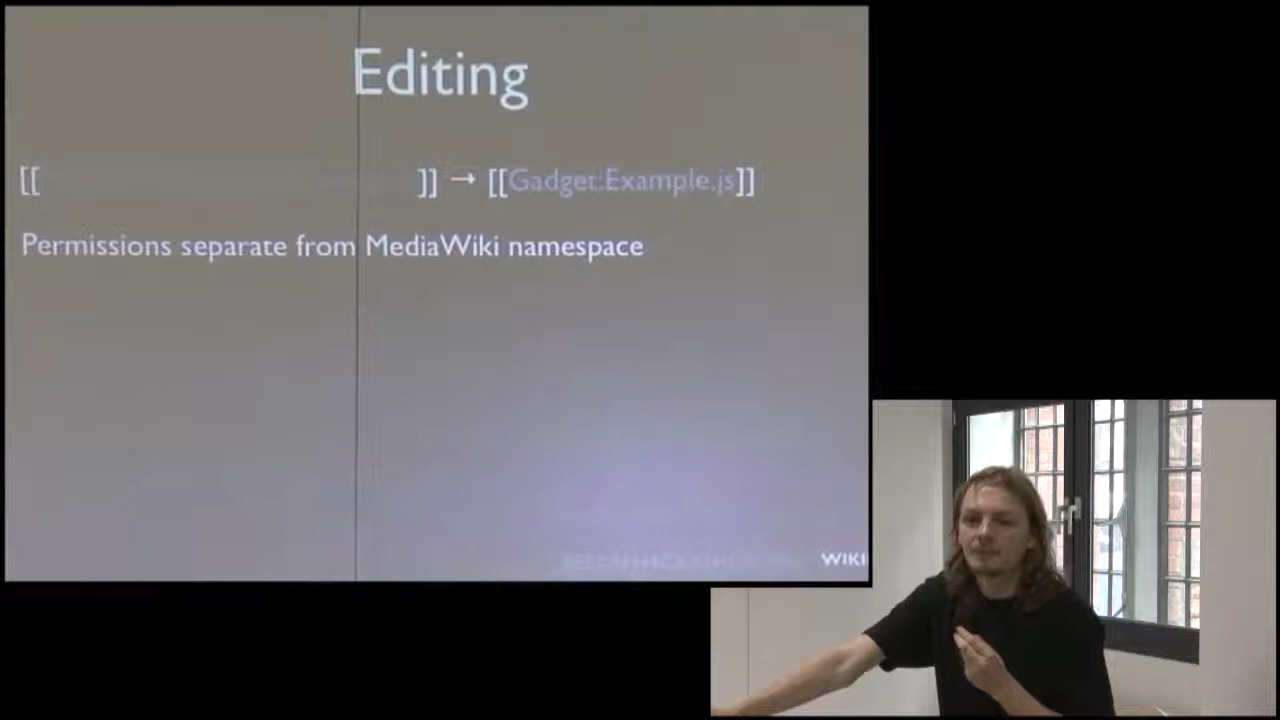 Editing
[[ ]] → [[Gadget:Example.js]]
Permissions separate from MediaWiki namespace
WIKI